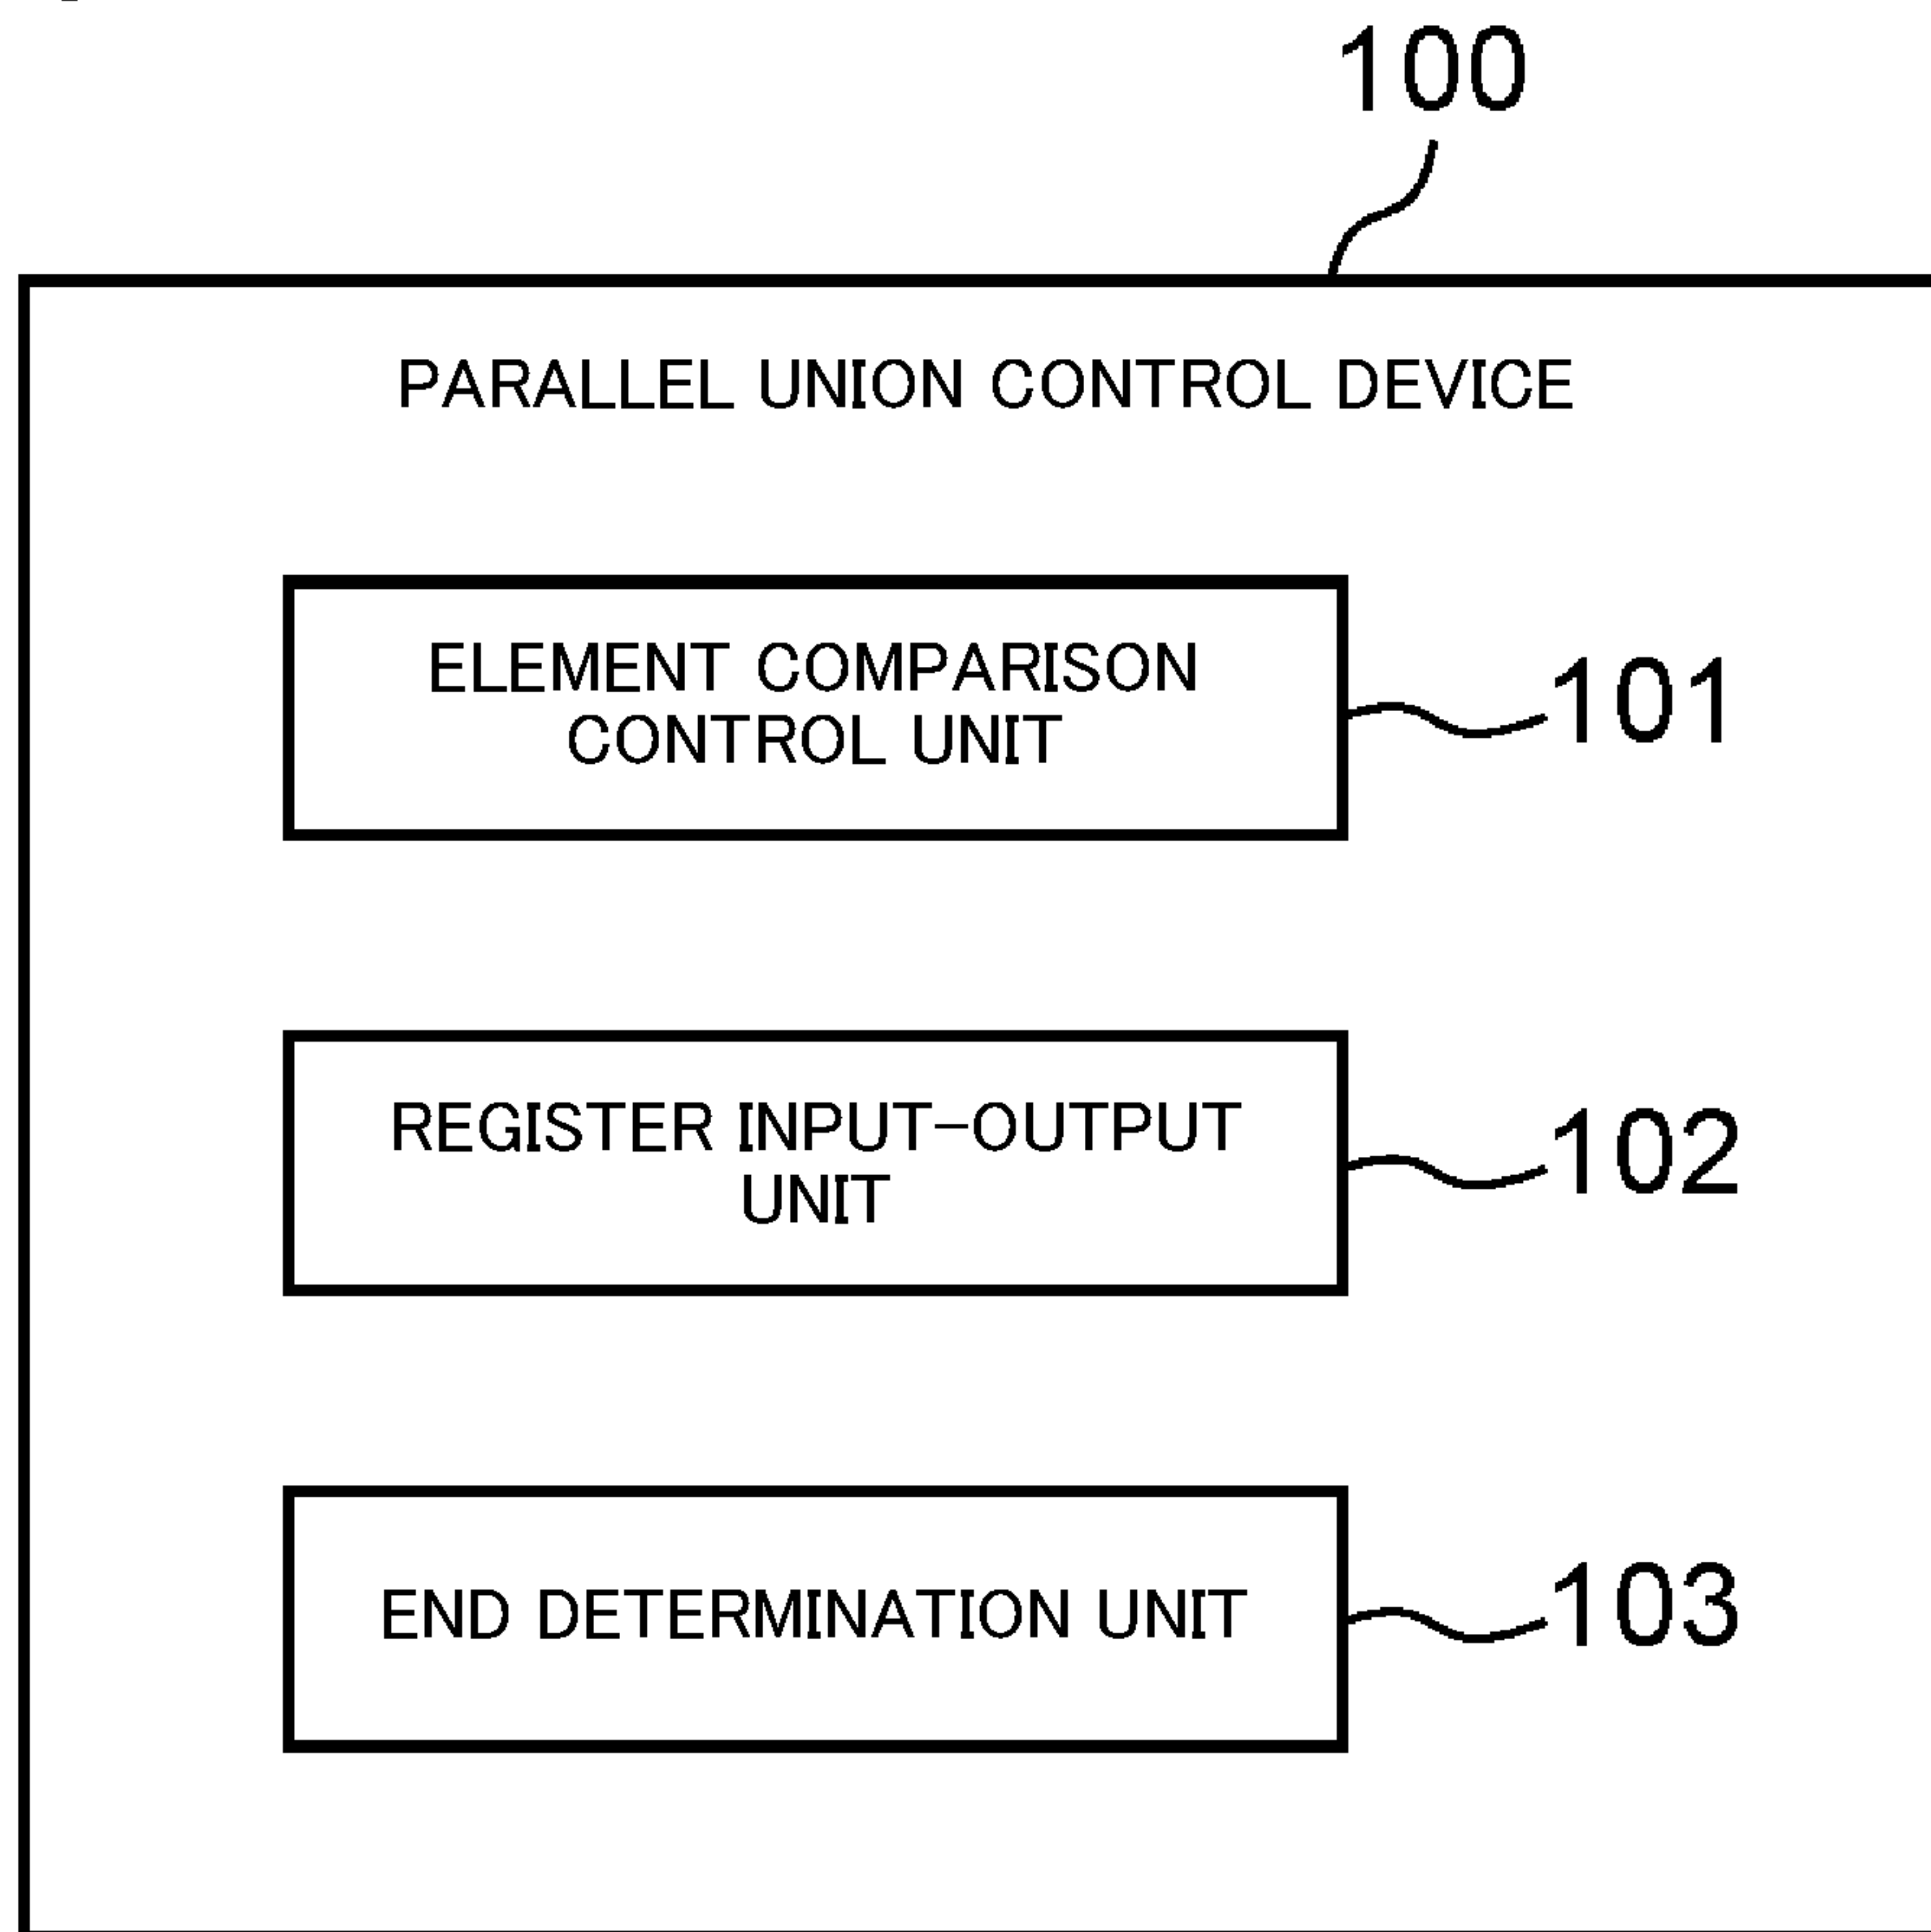 100
PARALLEL UNION CONTROL DEVICE
ELEMENT COMPARISON
CONTROL UNIT
101
REGISTER INPUT-OUTPUT
UNIT
102
END DETERMINATION UNIT
103